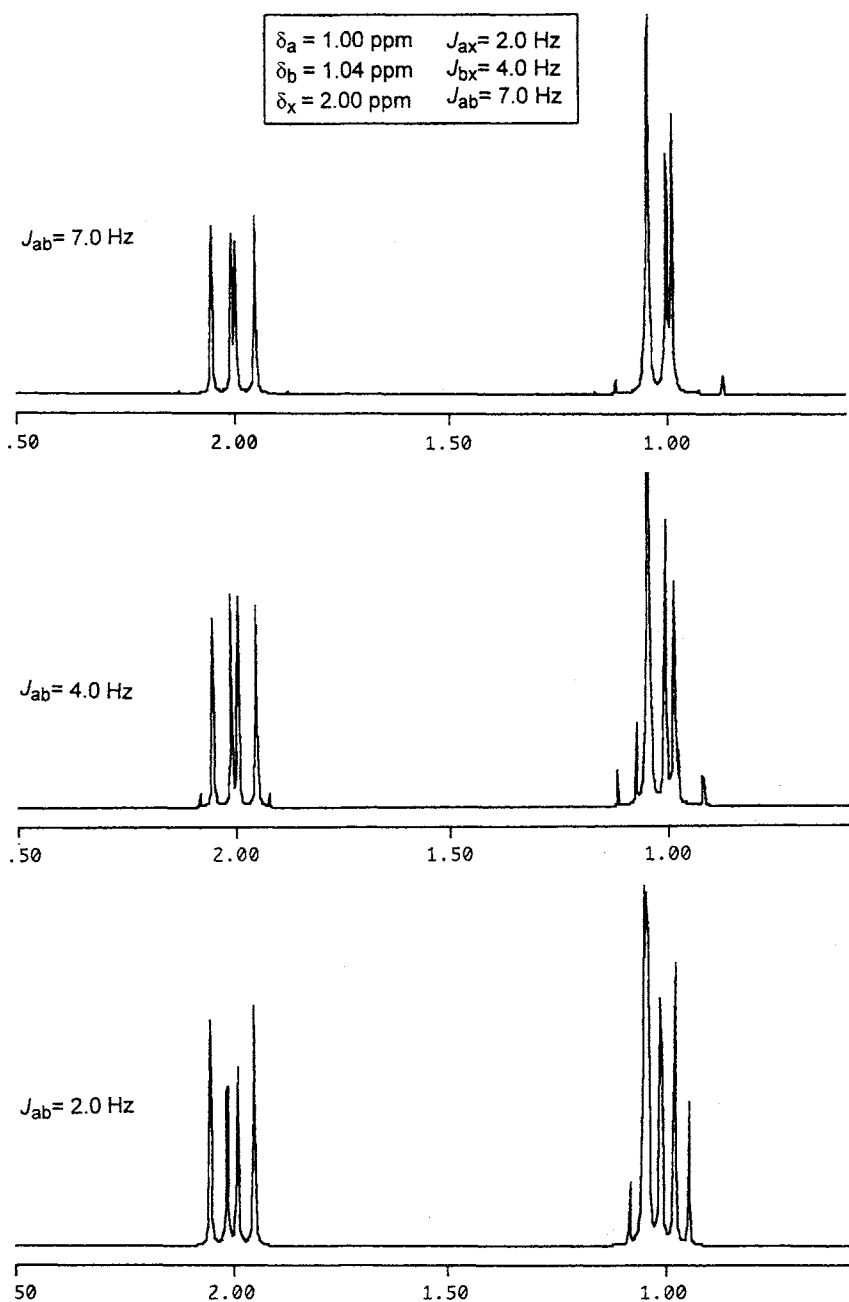 δa = 1.00 ppm Jax= 2.0 Hz
δb = 1.04 ppm Jbx= 4.0 Hz
δx = 2.00 ppm Jab= 7.0 Hz
Jab= 7.0 Hz
.50 2.00 1.50 1.00
Jab= 4.0 Hz
.50 2.00 1.50 1.00
Jab= 2.0 Hz
50 2.00 1.50 1.00